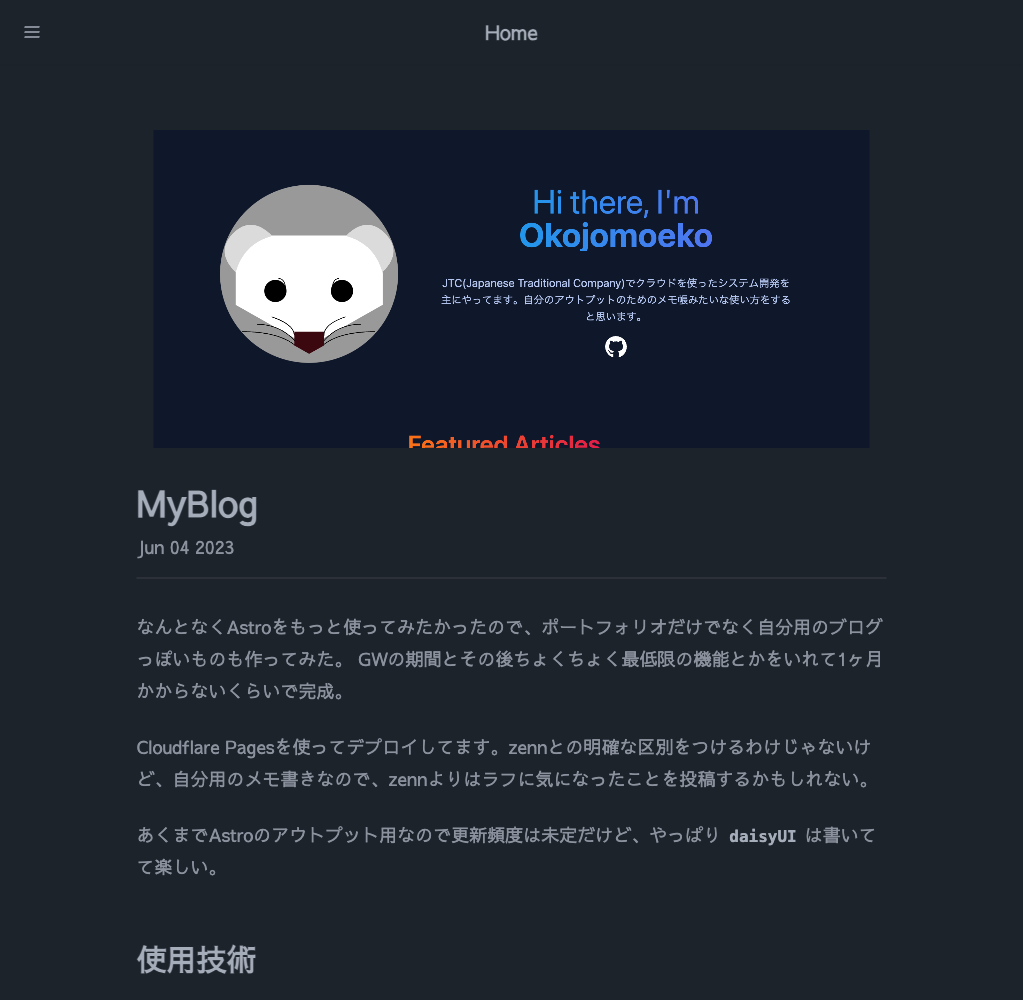 Home
Hi there, I'm
Okojomoeko
JTC(Japanese Traditional Company)でクラウドを使ったシステム開発を
主にやってます。自分のアウトプットのためのメモ帳みたいな使い方をする
と思います。
Featured Articles
MyBlog
Jun 04 2023
なんとなくAstroをもっと使ってみたかったので、ポートフォリオだけでなく自分用のブログ
っぽいものも作ってみた。 GWの期間とその後ちょくちょく最低限の機能とかをいれて1ヶ月
かからないくらいで完成。
Cloudflare Pagesを使ってデプロイしてます。zennとの明確な区別をつけるわけじゃないけ
ど、自分用のメモ書きなので、zennよりはラフに気になったことを投稿するかもしれない。
あくまでAstroのアウトプット用なので更新頻度は未定だけど、やっぱり daisyUI は書いて
て楽しい。
使用技術